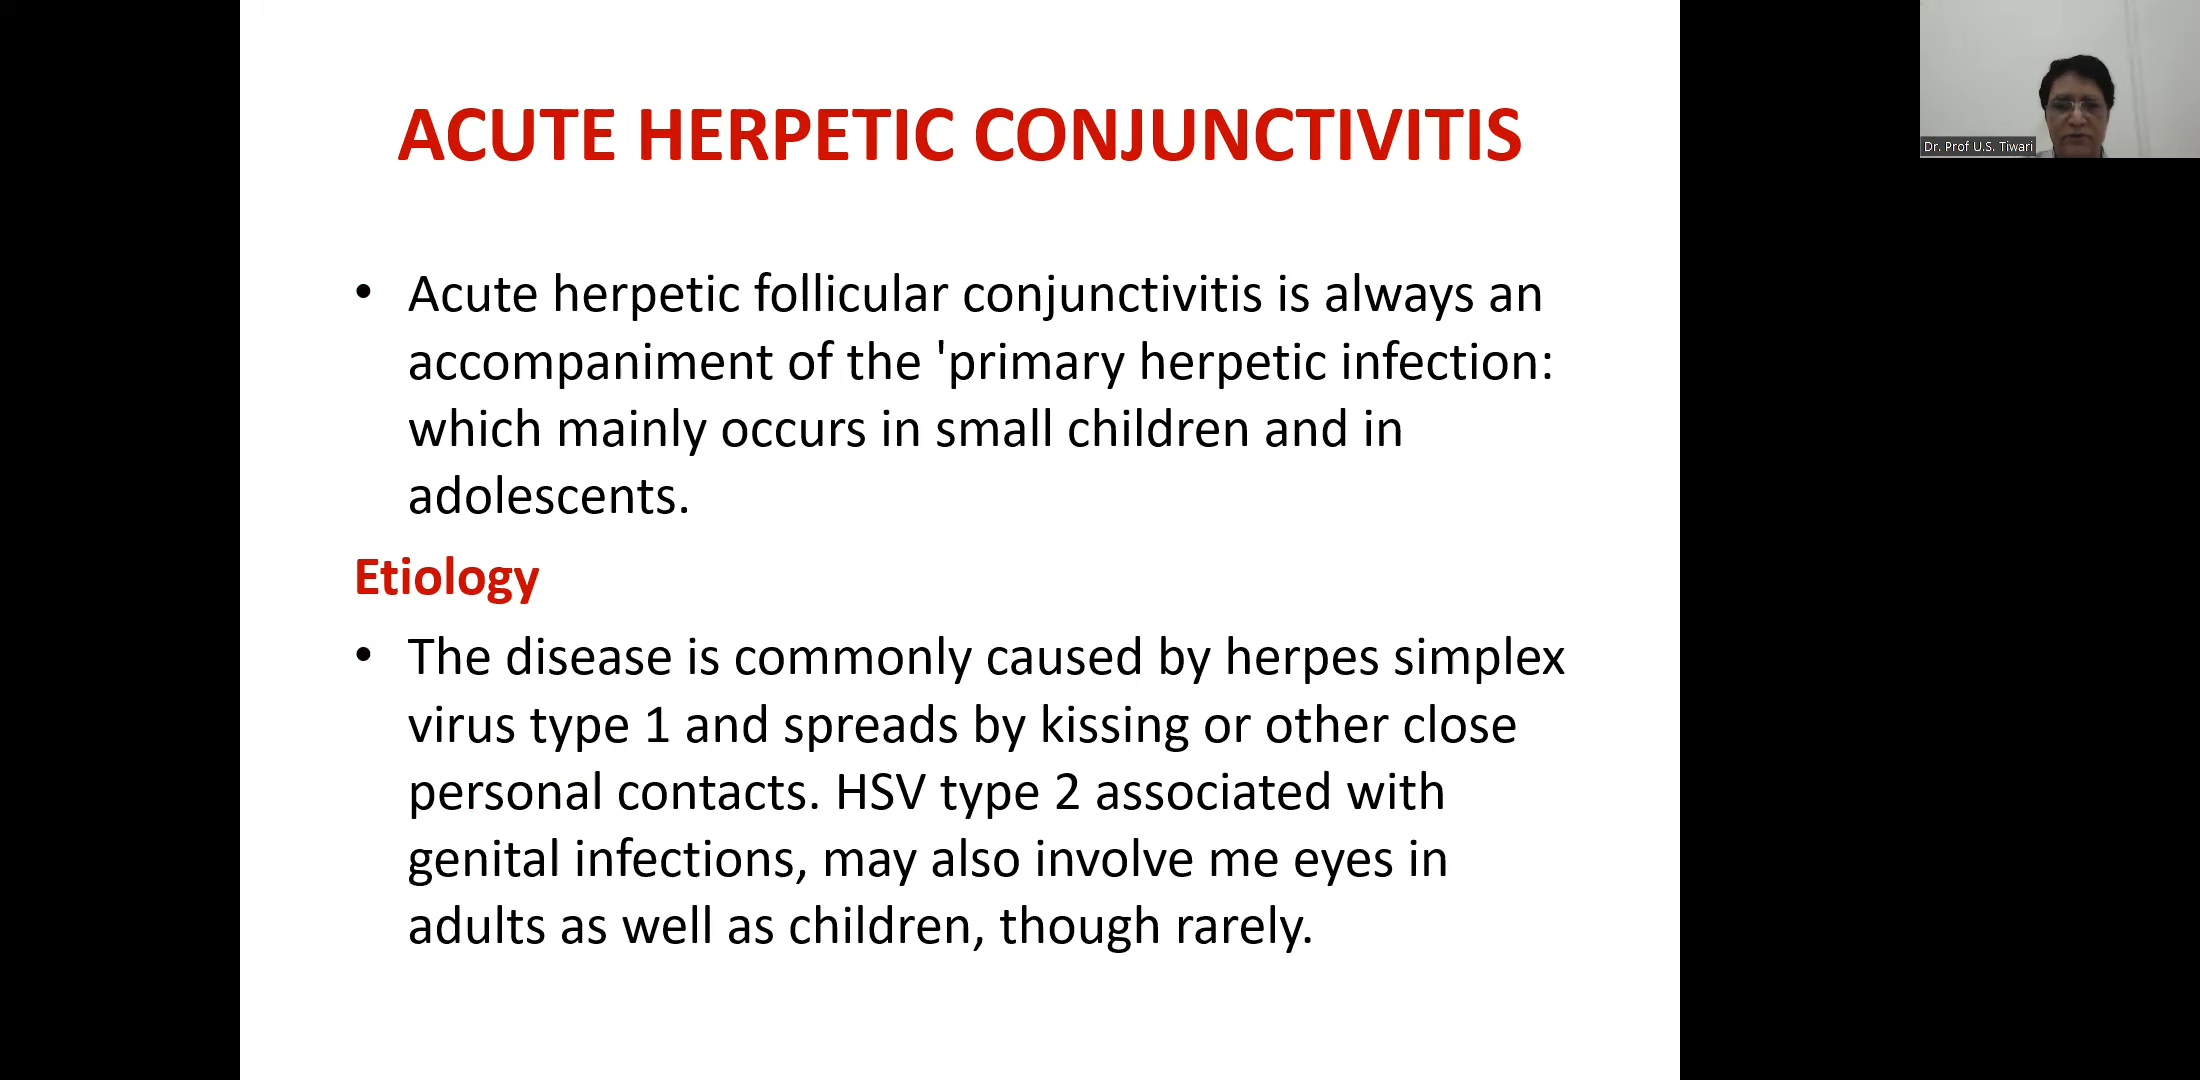 ACUTE HERPETIC CONJUNCTIVITIS
Dr. Prof U.S. Tiwari
• Acute herpetic follicular conjunctivitis is always an
accompaniment of the 'primary herpetic infection:
which mainly occurs in small children and in
adolescents.
Etiology
• The disease is commonly caused by herpes simplex
virus type 1 and spreads by kissing or other close
personal contacts. HSV type 2 associated with
genital infections, may also involve me eyes in
adults as well as children, though rarely.